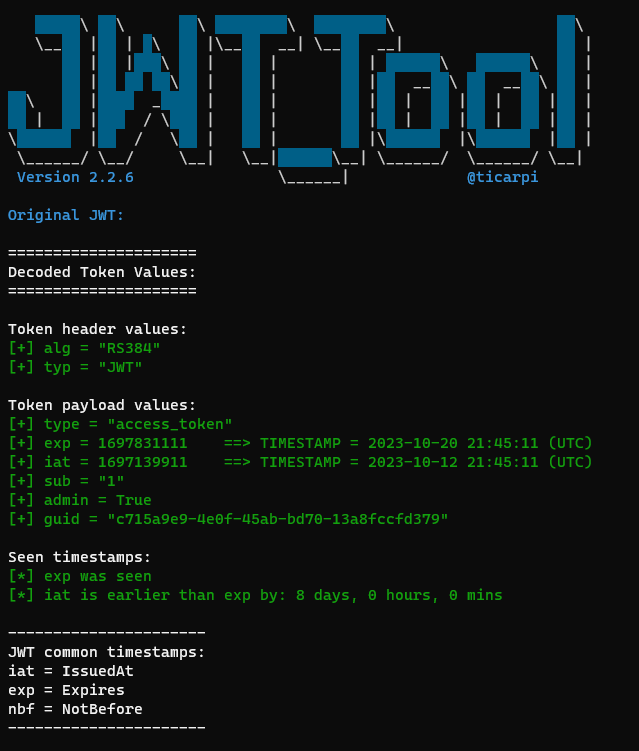 JWT_Tool
Version 2.2.6 @ticarpi
Original JWT:
=====================
Decoded Token Values:
=====================
Token header values:
[+] alg = "RS384"
[+] typ = "JWT"
Token payload values:
[+] type = "access_token"
[+] exp = 1697831111    ==> TIMESTAMP = 2023-10-20 21:45:11 (UTC)
[+] iat = 1697139911    ==> TIMESTAMP = 2023-10-12 21:45:11 (UTC)
[+] sub = "1"
[+] admin = True
[+] guid = "c715a9e9-4e0f-45ab-bd70-13a8fccfd379"
Seen timestamps:
[*] exp was seen
[*] iat is earlier than exp by: 8 days, 0 hours, 0 mins
----------------------
JWT common timestamps:
iat = IssuedAt
exp = Expires
nbf = NotBefore
----------------------